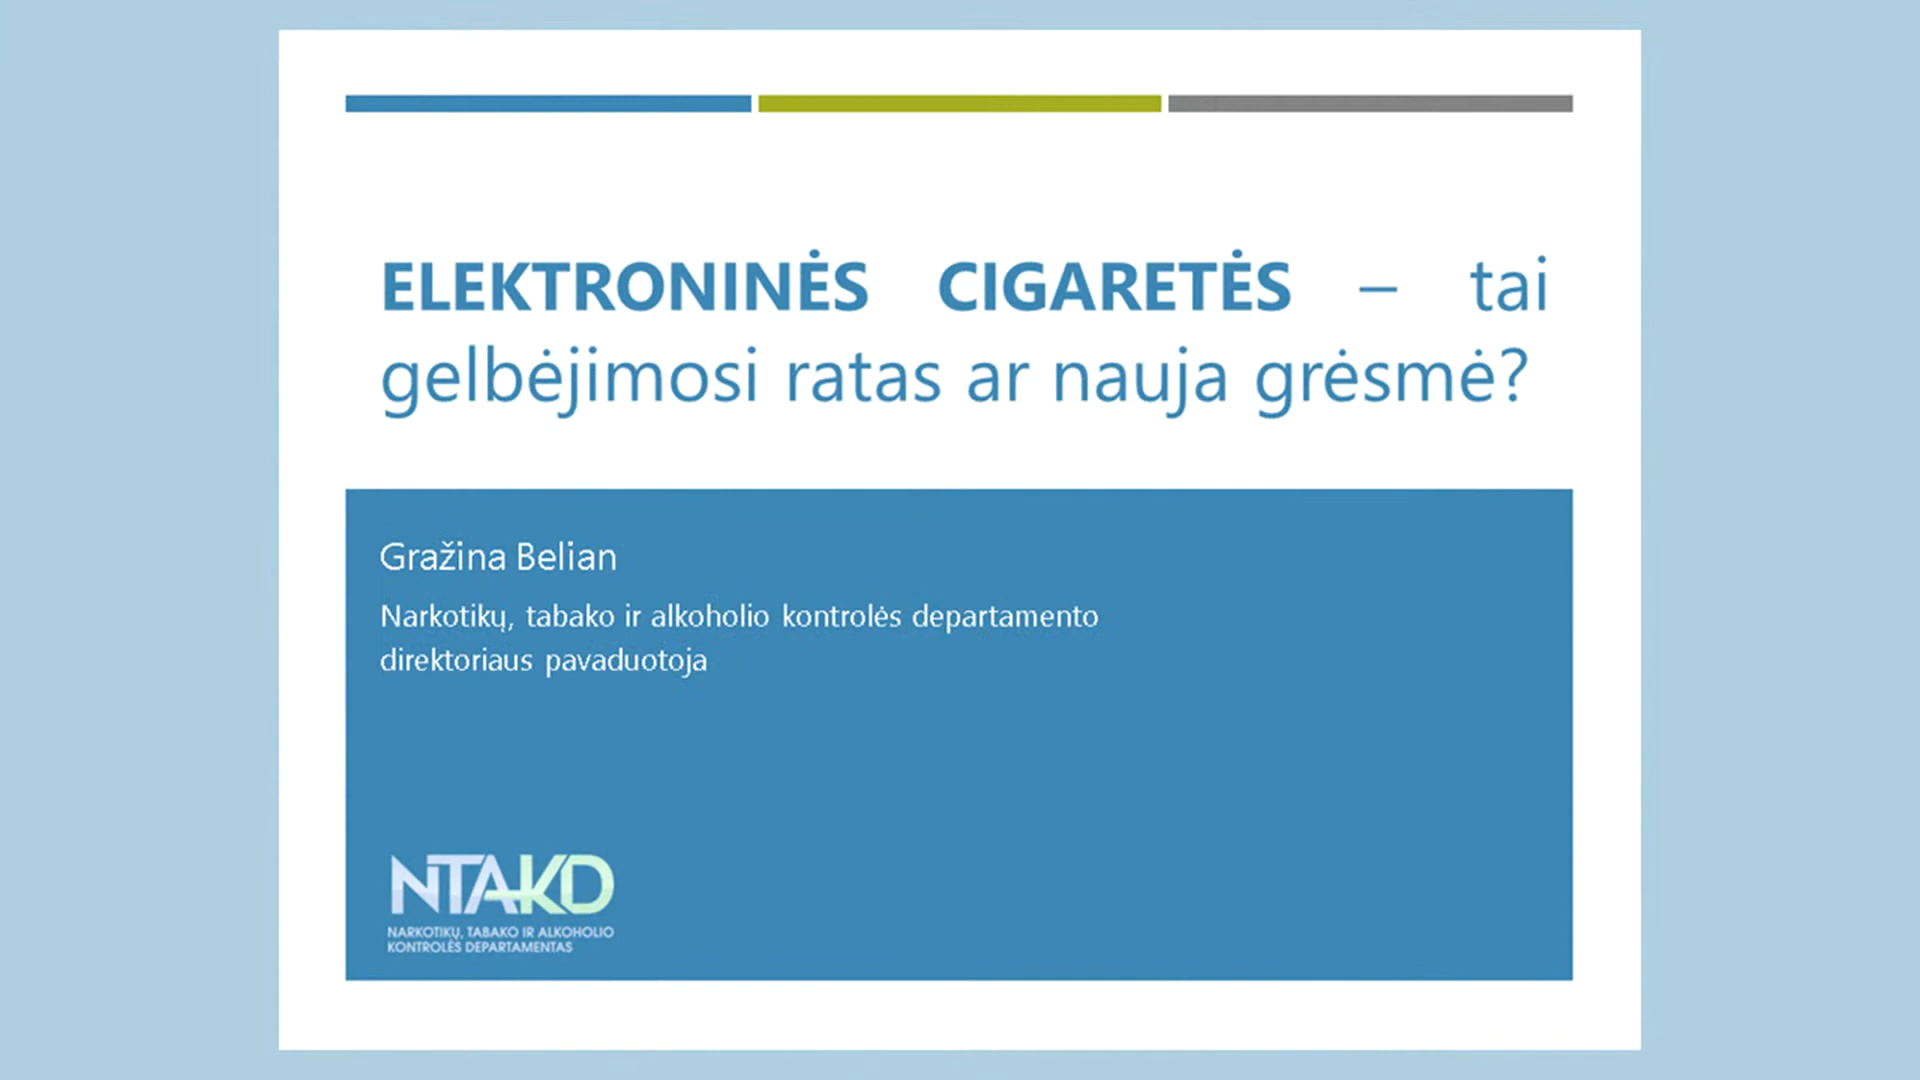 ELEKTRONINĖS CIGARETĖS – tai
gelbėjimosi ratas ar nauja grėsmė?
Gražina Belian
Narkotikų, tabako ir alkoholio kontrolės departamento
direktoriaus pavaduotoja
NTAKD
NARKOTIKŲ, TABAKO IR ALKOHOLIO
KONTROLĖS DEPARTAMENTAS